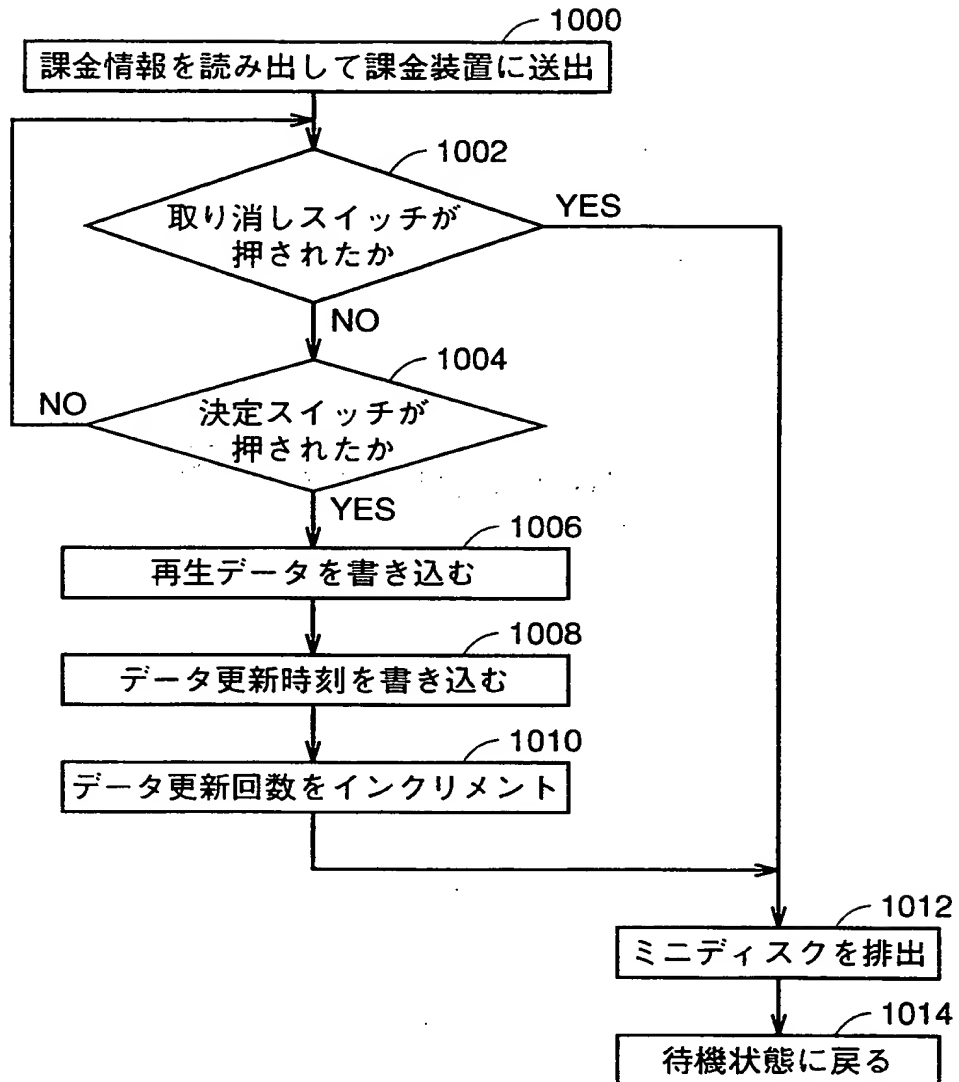 1000
課金情報を読み出して課金装置に送出
1002
取り消しスイッチが
押されたか
YES
NO
1004
決定スイッチが
押されたか
NO
YES
1006
再生データを書き込む
1008
データ更新時刻を書き込む
1010
データ更新回数をインクリメント
1012
ミニディスクを排出
1014
待機状態に戻る